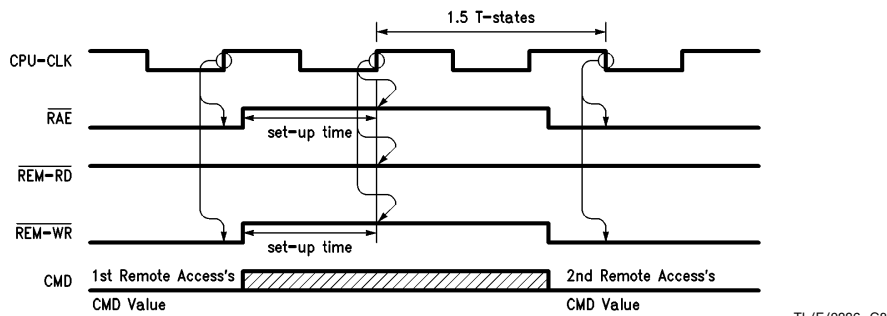 1.5 T-states
CPU-CLK
RAE
set-up time
REM-RD
REM-WR
set-up time
CMD
1st Remote Access's
2nd Remote Access's
CMD Value
CMD Value